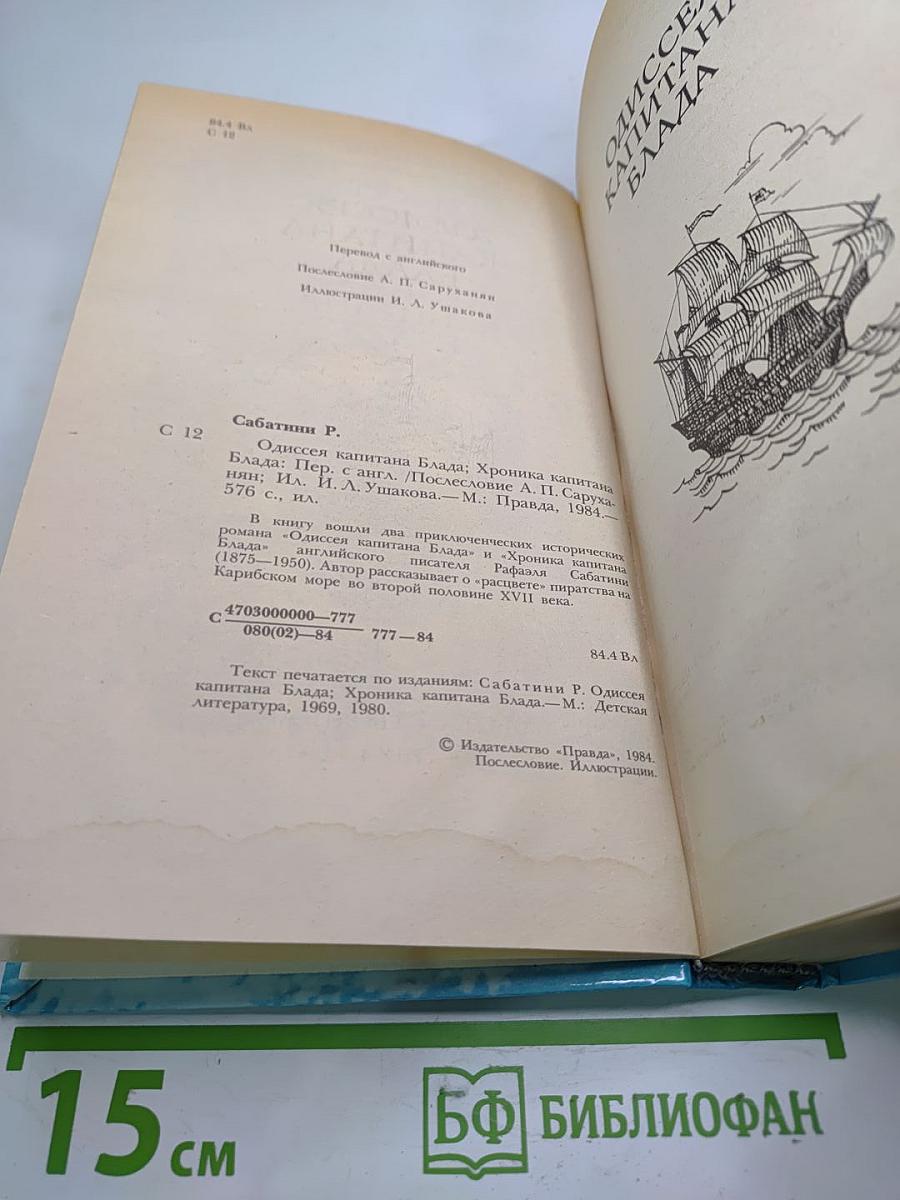 84.4 Вл
С 12
Перевод с английского
Послесловие А. П. Саруханян
Иллюстрации И. Л. Ушакова
Сабатини Р.
С 12
Одиссея капитана Блада; Хроника капитана
Блада: Пер. с англ. /Послесловие А. П. Саруха-
нян; Ил. И. Л. Ушакова.— М.: Правда, 1984.—
576 с., ил.
В книгу вошли два приключенческих исторических
романа «Одиссея капитана Блада» и «Хроника капитана
Блада» английского писателя Рафаэля Сабатини
(1875—1950). Автор рассказывает о «расцвете» пиратства на
Карибском море во второй половине XVII века.
С 4703000000—777
080(02)—84 777—84
84.4 Вл
Текст печатается по изданиям: Сабатини Р. Одиссея
капитана Блада; Хроника капитана Блада.— М.: Детская
литература, 1969, 1980.
© Издательство «Правда», 1984.
Послесловие. Иллюстрации.
КАПИТАНА
БЛАДА
15 см
БФ БИБЛИОФАН